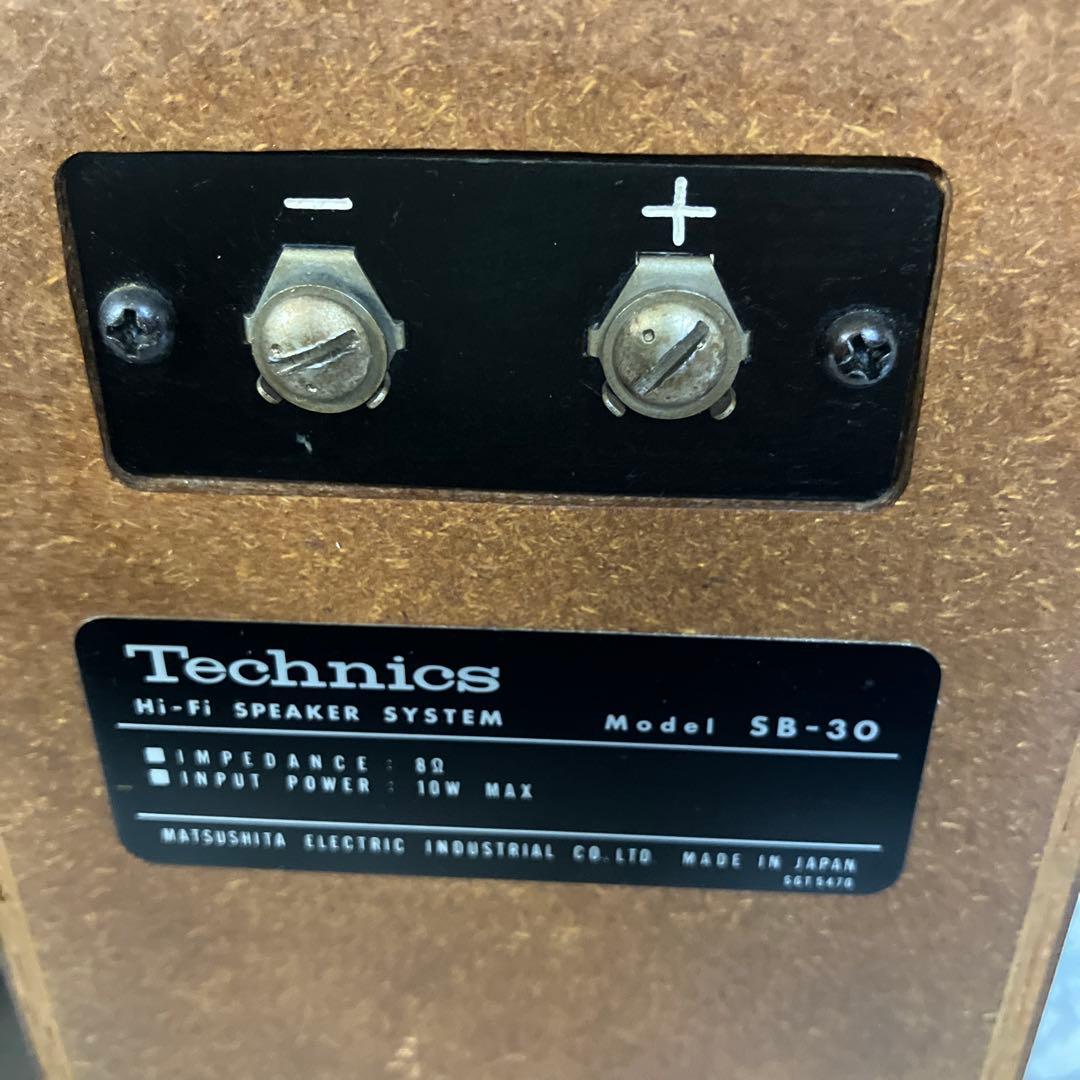 − +
Technics
Hi-Fi SPEAKER SYSTEM Model SB-30
IMPEDANCE : 8Ω
INPUT POWER : 10W MAX
MATSUSHITA ELECTRIC INDUSTRIAL CO. LTD MADE IN JAPAN